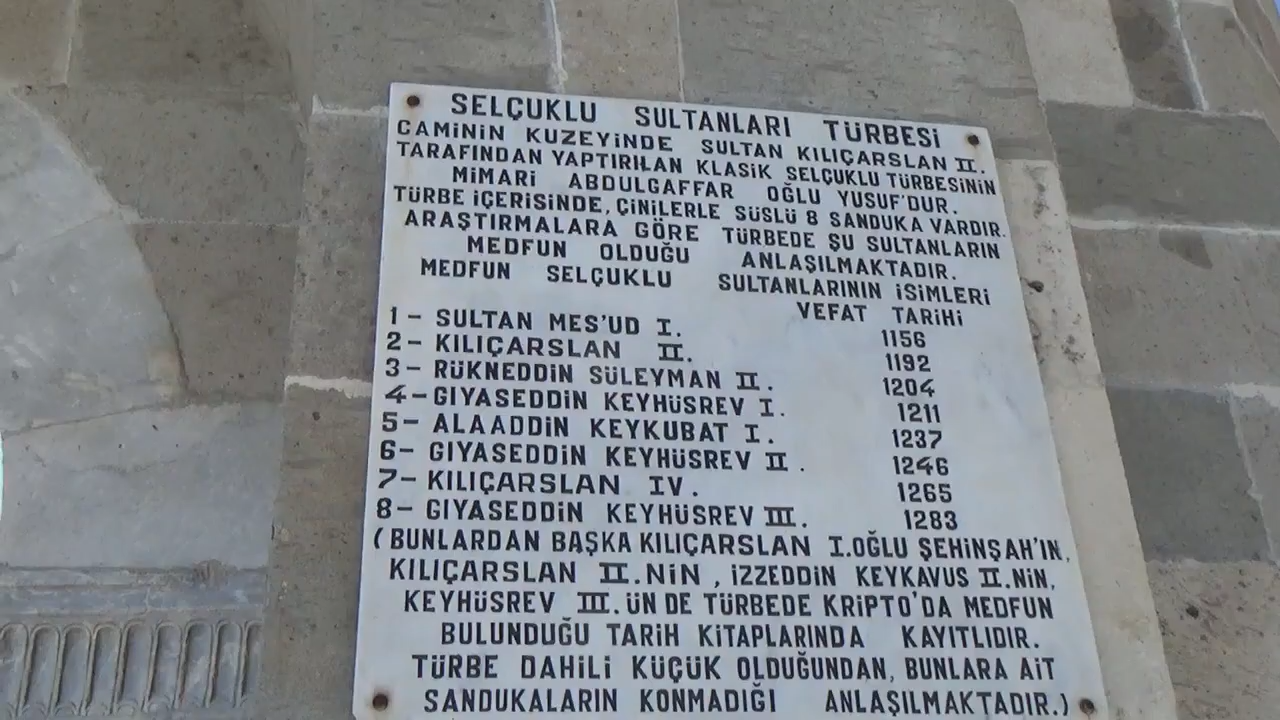 SELÇUKLU SULTANLARI TÜRBESİ
CAMİNİN KUZEYİNDE SULTAN KILIÇARSLAN II.
TARAFINDAN YAPTIRILAN KLASİK SELÇUKLU TÜRBESİNİN
MİMARİ ABDULGAFFAR OĞLU YUSUF'DUR.
TÜRBE İÇERİSİNDE, ÇİNİLERLE SÜSLÜ 8 SANDUKA VARDIR.
ARAŞTIRMALARA GÖRE TÜRBEDE ŞU SULTANLARIN
MEDFUN OLDUĞU ANLAŞILMAKTADIR.
MEDFUN SELÇUKLU SULTANLARININ İSİMLERİ
VEFAT TARİHİ
1- SULTAN MES'UD I. 1156
2- KILIÇARSLAN II. 1192
3- RÜKNEDDİN SÜLEYMAN II. 1204
4- GIYASEDDİN KEYHÜSREV I. 1211
5- ALAADDİN KEYKUBAT I. 1237
6- GIYASEDDİN KEYHÜSREV II. 1246
7- KILIÇARSLAN IV. 1265
8- GIYASEDDİN KEYHÜSREV III. 1283
(BUNLARDAN BAŞKA KILIÇARSLAN I.OĞLU ŞEHİNŞAH'IN,
KILIÇARSLAN II.NİN, İZZEDDİN KEYKAVUS II.NİN,
KEYHÜSREV III.ÜN DE TÜRBEDE KRİPTO'DA MEDFUN
BULUNDUĞU TARİH KİTAPLARINDA KAYITLIDIR.
TÜRBE DAHİLİ KÜÇÜK OLDUĞUNDAN, BUNLARA AİT
SANDUKALARIN KONMADIĞI ANLAŞILMAKTADIR.)